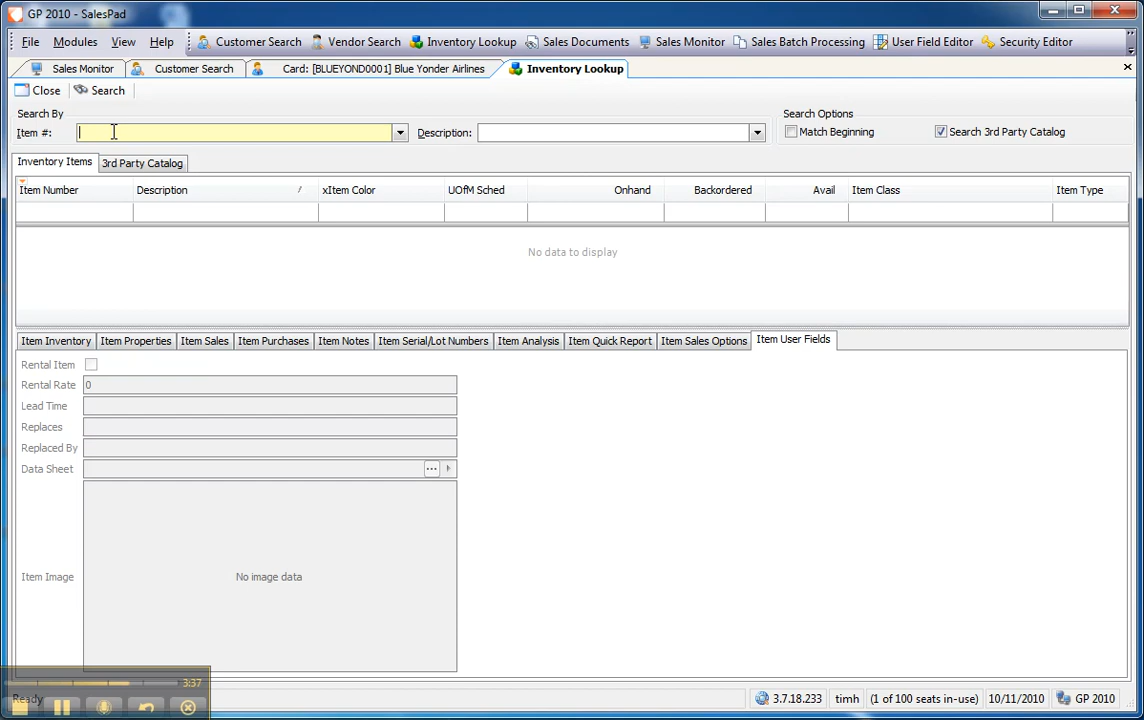 GP 2010 - SalesPad
File Modules View Help Customer Search Vendor Search Inventory Lookup Sales Documents Sales Monitor Sales Batch Processing User Field Editor Security Editor
Sales Monitor Customer Search Card: [BLUEYOND0001] Blue Yonder Airlines Inventory Lookup
Close Search
Search By Search Options
Item #: Description: Match Beginning Search 3rd Party Catalog
Inventory Items 3rd Party Catalog
Item Number Description xItem Color UOfM Sched Onhand Backordered Avail Item Class Item Type
No data to display
Item Inventory Item Properties Item Sales Item Purchases Item Notes Item Serial/Lot Numbers Item Analysis Item Quick Report Item Sales Options Item User Fields
Rental Item
Rental Rate 0
Lead Time
Replaces
Replaced By
Data Sheet ...
Item Image No image data
3:37
Ready 3.7.18.233 timh (1 of 100 seats in-use) 10/11/2010 GP 2010